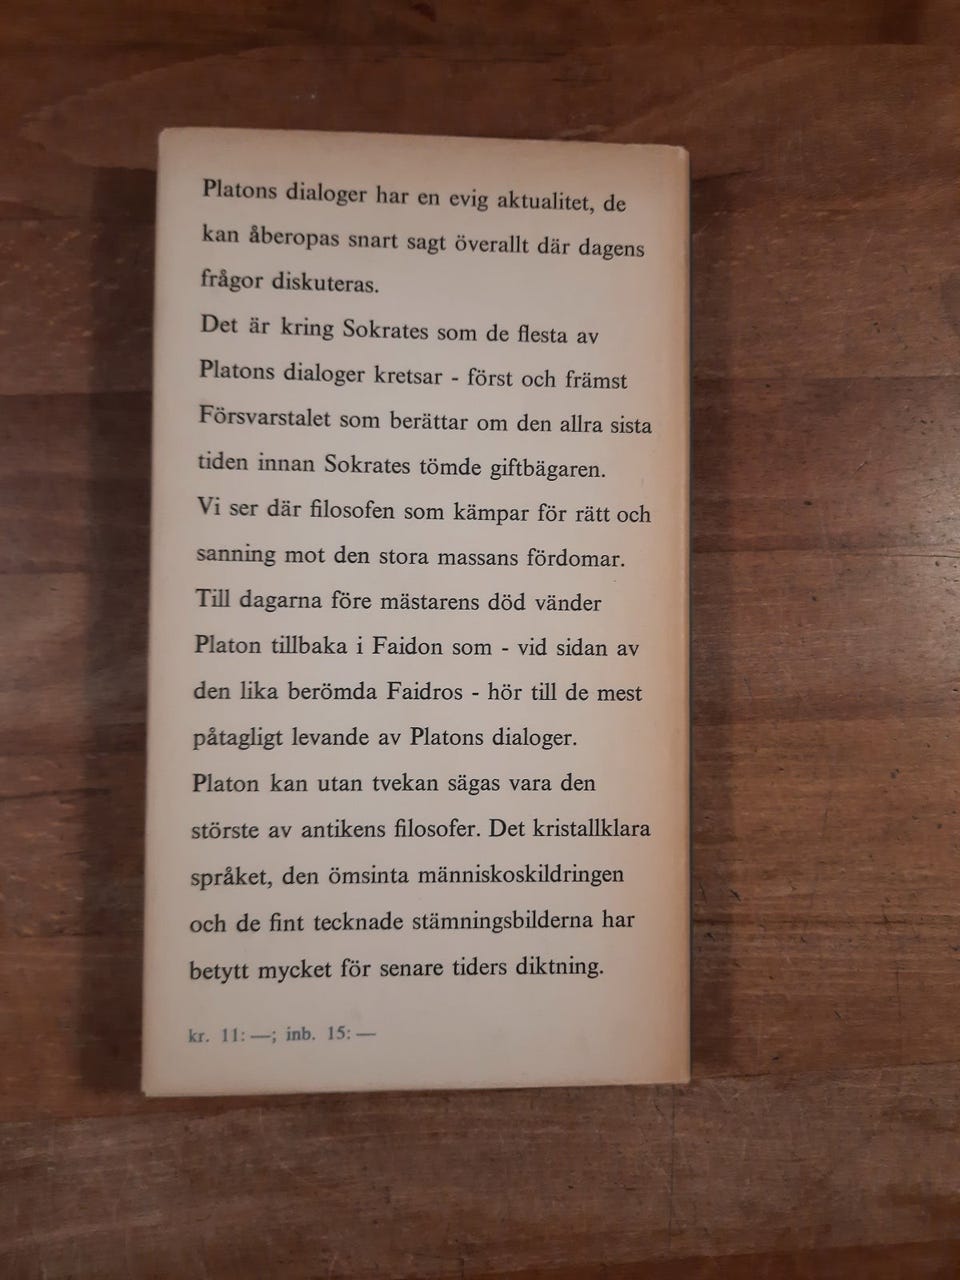 Platons dialoger har en evig aktualitet, de
kan åberopas snart sagt överallt där dagens
frågor diskuteras.
Det är kring Sokrates som de flesta av
Platons dialoger kretsar - först och främst
Försvarstalet som berättar om den allra sista
tiden innan Sokrates tömde giftbägaren.
Vi ser där filosofen som kämpar för rätt och
sanning mot den stora massans fördomar.
Till dagarna före mästarens död vänder
Platon tillbaka i Faidon som - vid sidan av
den lika berömda Faidros - hör till de mest
påtagligt levande av Platons dialoger.
Platon kan utan tvekan sägas vara den
störste av antikens filosofer. Det kristallklara
språket, den ömsinta människoskildringen
och de fint tecknade stämningsbilderna har
betytt mycket för senare tiders diktning.
kr. 11: —; inb. 15: —